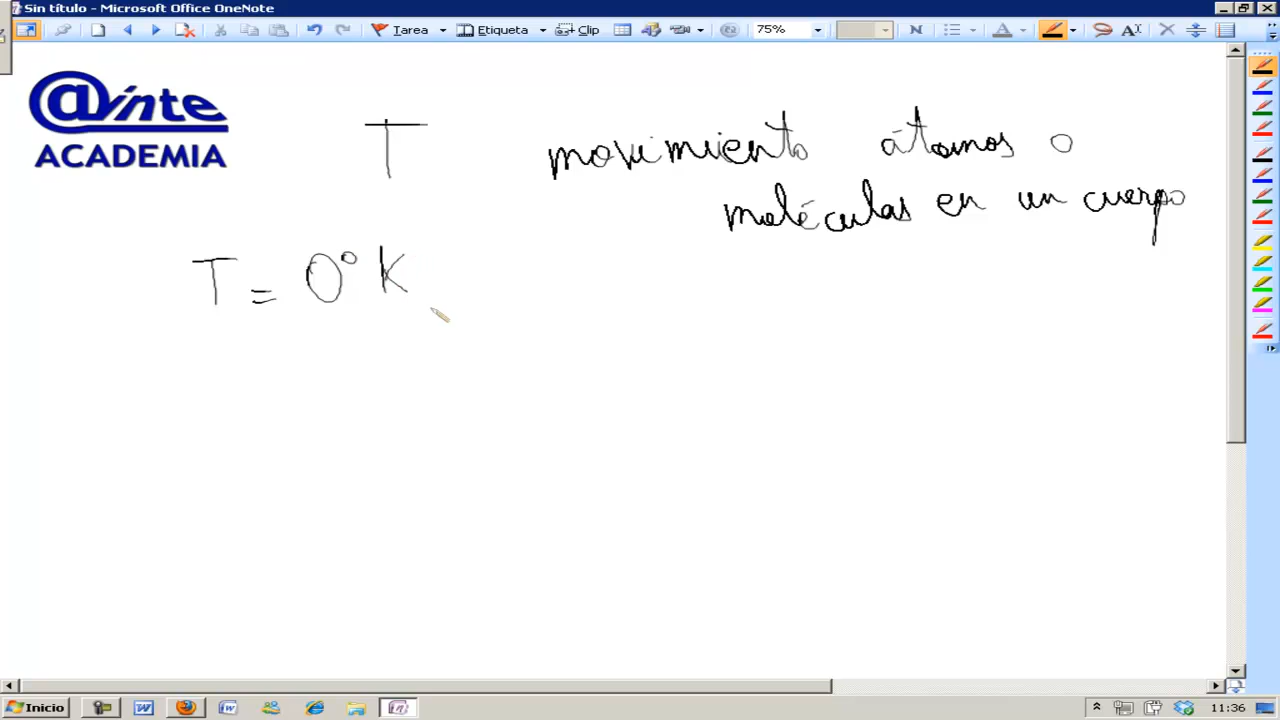 Sin título - Microsoft Office OneNote
Tarea Etiqueta Clip 75% N A
@inte
ACADEMIA
T movimiento átomos o
moléculas en un cuerpo
T = 0° K
Inicio 11:36